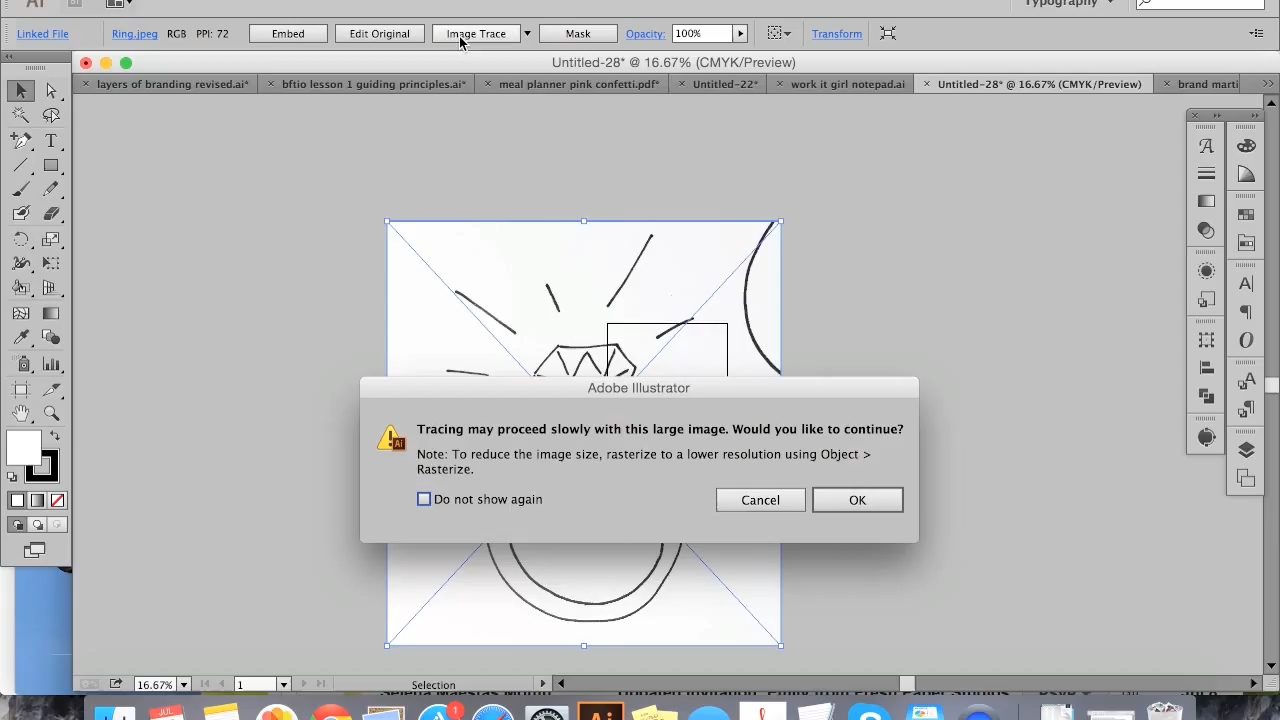 Typography
Linked File Ring.jpeg RGB PPI: 72 Embed Edit Original Image Trace Mask Opacity: 100% Transform
Untitled-28* @ 16.67% (CMYK/Preview)
× layers of branding revised.ai* × bftio lesson 1 guiding principles.ai* × meal planner pink confetti.pdf* × Untitled-22* × work it girl notepad.ai × Untitled-28* @ 16.67% (CMYK/Preview) × brand marti
Adobe Illustrator
Tracing may proceed slowly with this large image. Would you like to continue?
Note: To reduce the image size, rasterize to a lower resolution using Object >
Rasterize.
Do not show again Cancel OK
16.67% 1 Selection
JUL 1 Ai